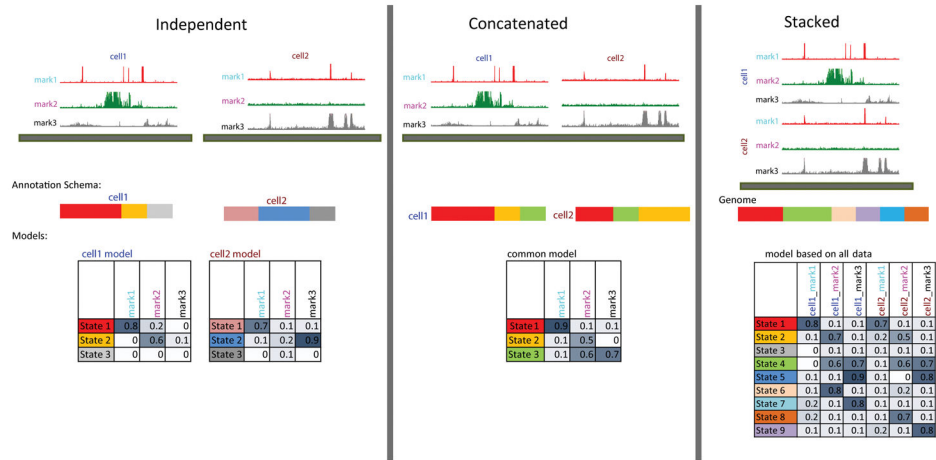 Independent
Concatenated
Stacked
cell1
cell2
mark1
mark2
mark3
cell1
cell2
mark1
mark2
mark3
cell1
mark1
mark2
mark3
cell2
mark1
mark2
mark3
Annotation Schema:
cell1
cell2
cell1
cell2
Genome
Models:
cell1 model
mark1 mark2 mark3
State 1 0.8 0.2 0
State 2 0 0.6 0.1
State 3 0 0 0
cell2 model
mark1 mark2 mark3
State 1 0.7 0.1 0.1
State 2 0.1 0.2 0.9
State 3 0 0.1 0
common model
mark1 mark2 mark3
State 1 0.9 0.1 0.1
State 2 0 0.5 0
State 3 0.1 0.6 0.7
model based on all data
cell1_mark1 cell1_mark2 cell1_mark3 cell2_mark1 cell2_mark2 cell2_mark3
State 1 0.8 0.1 0.1 0.7 0.1 0.1
State 2 0.1 0.7 0.1 0.2 0.5 0.1
State 3 0 0.1 0.1 0.1 0.1 0.1
State 4 0 0.6 0.7 0.1 0.6 0.7
State 5 0.1 0.1 0.9 0.1 0 0.8
State 6 0.1 0.8 0.1 0.1 0.2 0.1
State 7 0.2 0.1 0.8 0.1 0.1 0.1
State 8 0.2 0.1 0.1 0.1 0.7 0.1
State 9 0.1 0.1 0.1 0.2 0.1 0.8